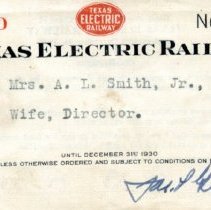 TEXAS
ELECTRIC
RAILWAY
No
XAS ELECTRIC RAIL
Mrs. A. L. Smith, Jr.,
Wife, Director.
UNTIL DECEMBER 31st 1930
LESS OTHERWISE ORDERED AND SUBJECT TO CONDITIONS ON